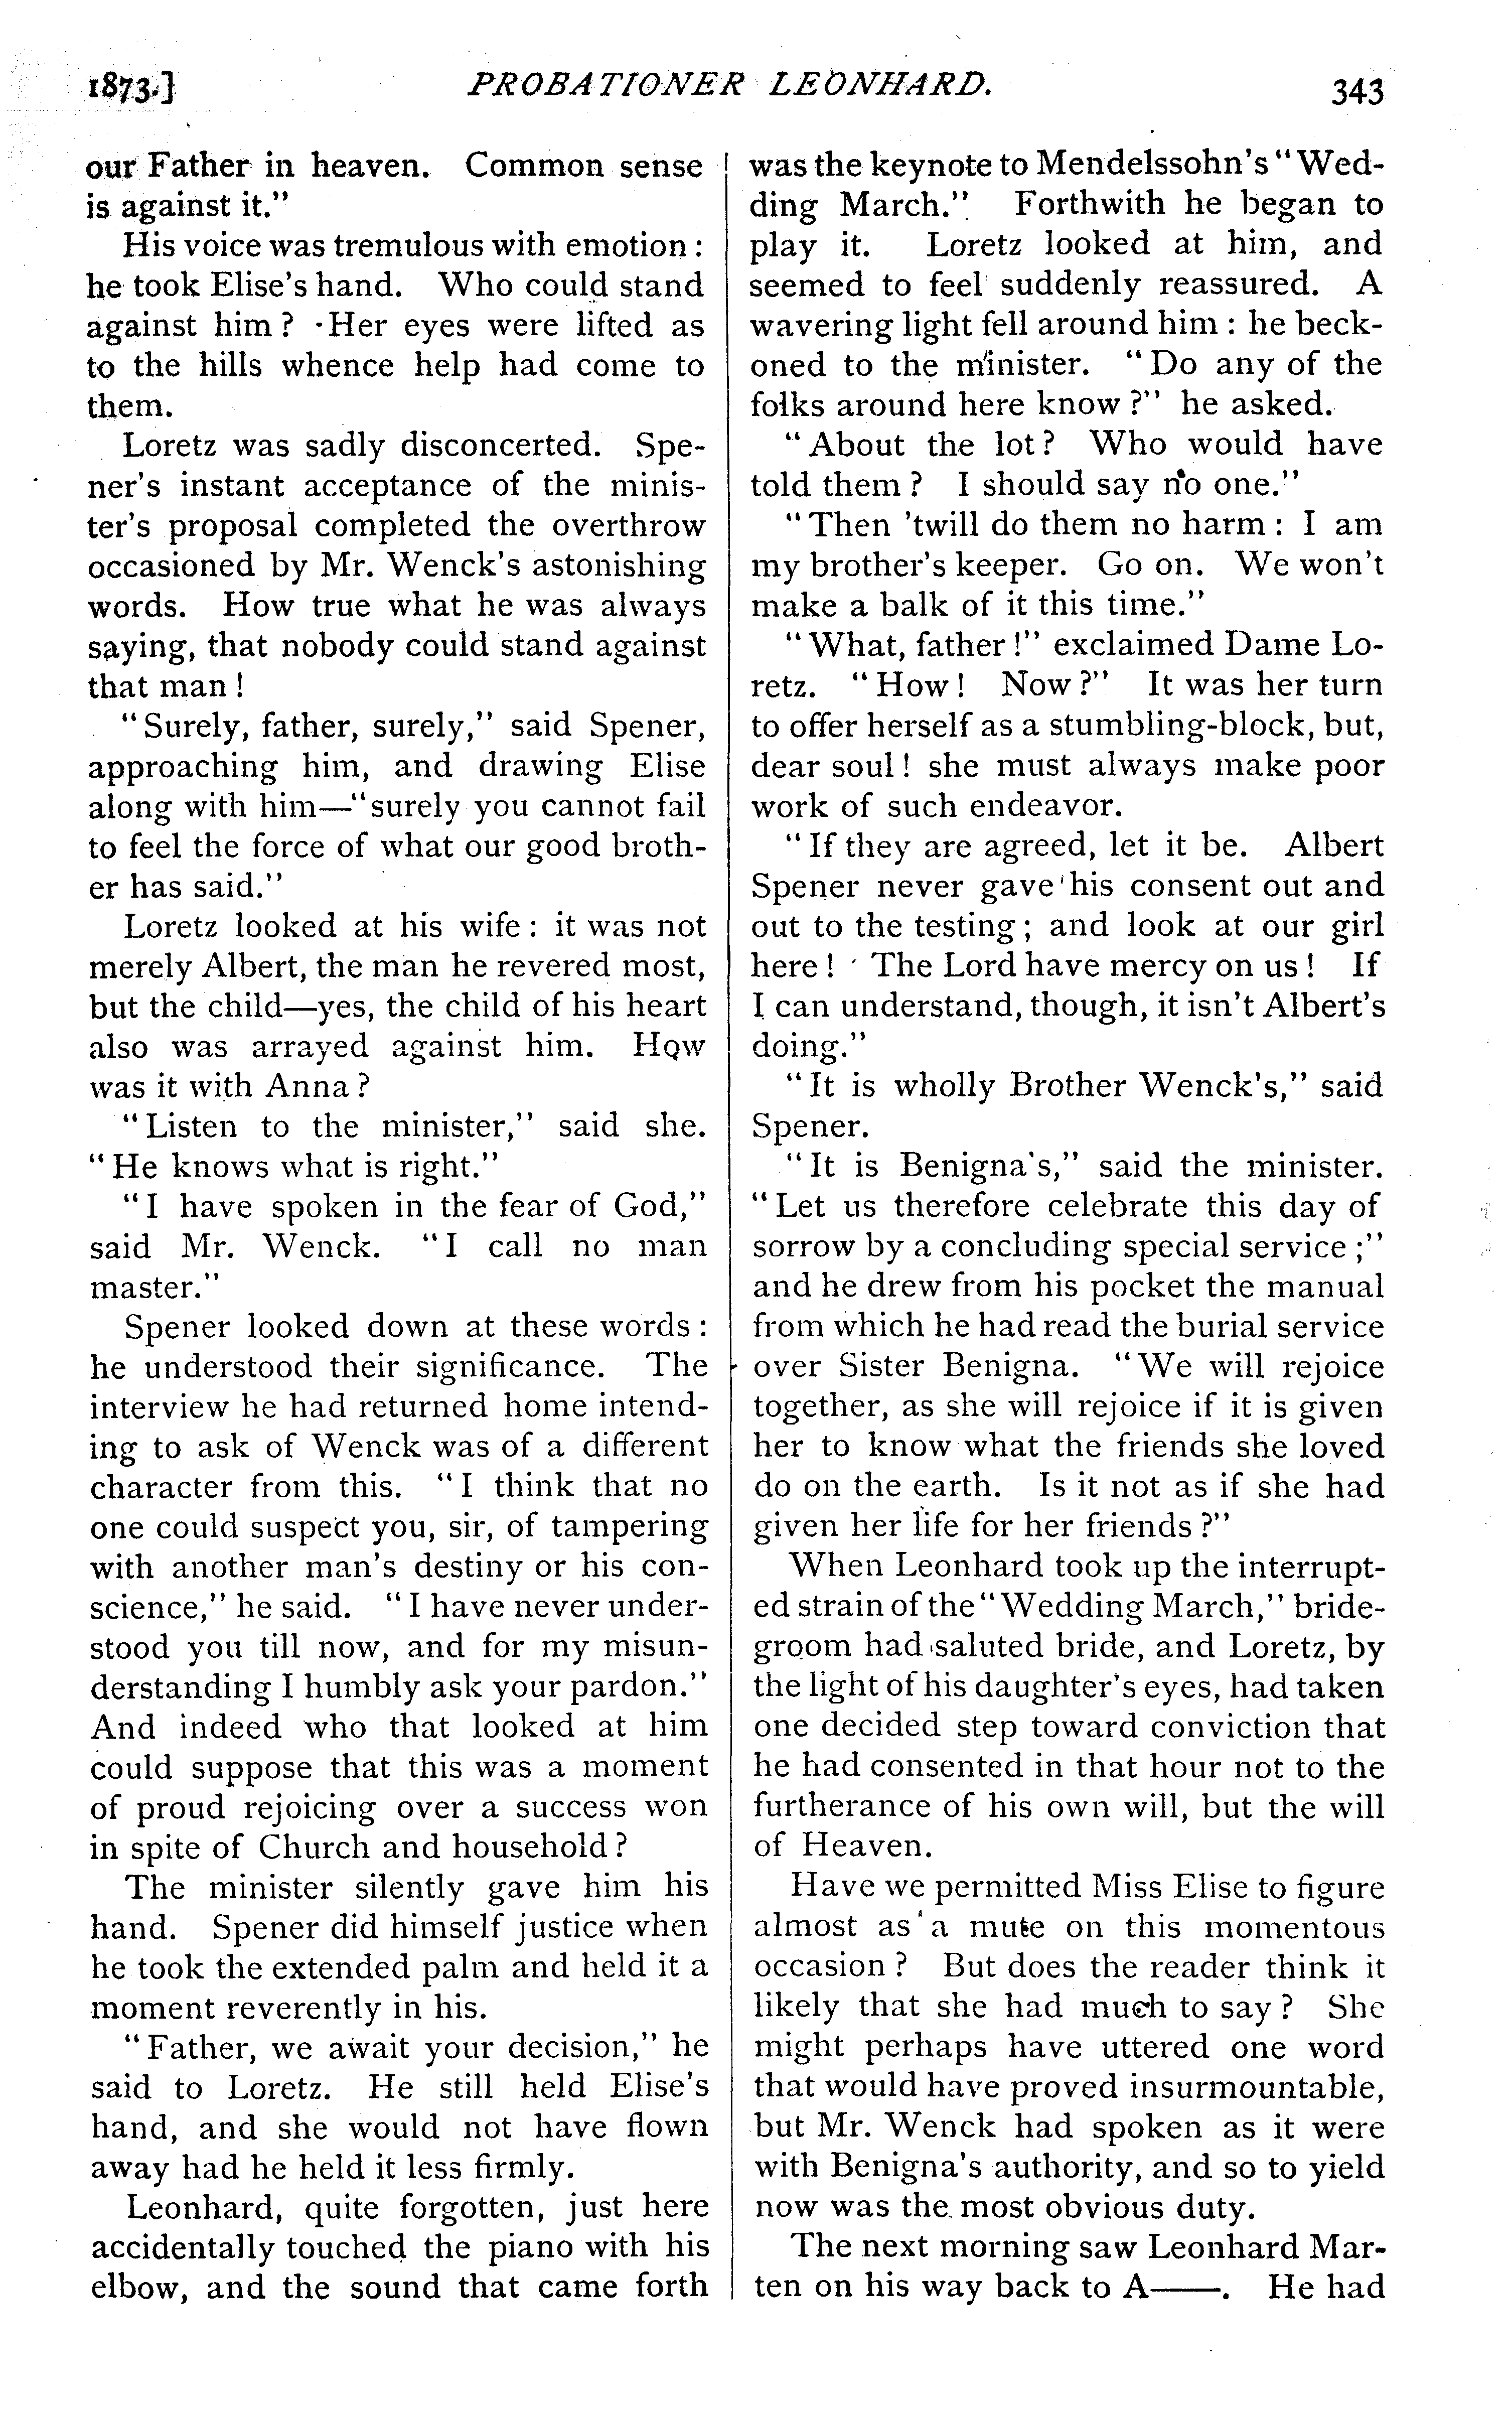 1873.] PROBATIONER LEONHARD. 343
our Father in heaven. Common sense
is against it."
His voice was tremulous with emotion :
he took Elise's hand. Who could stand
against him ? Her eyes were lifted as
to the hills whence help had come to
them.
Loretz was sadly disconcerted. Spe-
ner's instant acceptance of the minis-
ter's proposal completed the overthrow
occasioned by Mr. Wenck's astonishing
words. How true what he was always
saying, that nobody could stand against
that man !
"Surely, father, surely," said Spener,
approaching him, and drawing Elise
along with him—"surely you cannot fail
to feel the force of what our good broth-
er has said."
Loretz looked at his wife : it was not
merely Albert, the man he revered most,
but the child—yes, the child of his heart
also was arrayed against him. How
was it with Anna ?
"Listen to the minister," said she.
"He knows what is right."
"I have spoken in the fear of God,"
said Mr. Wenck. "I call no man
master."
Spener looked down at these words :
he understood their significance. The
interview he had returned home intend-
ing to ask of Wenck was of a different
character from this. "I think that no
one could suspect you, sir, of tampering
with another man's destiny or his con-
science," he said. "I have never under-
stood you till now, and for my misun-
derstanding I humbly ask your pardon."
And indeed who that looked at him
could suppose that this was a moment
of proud rejoicing over a success won
in spite of Church and household ?
The minister silently gave him his
hand. Spener did himself justice when
he took the extended palm and held it a
moment reverently in his.
"Father, we await your decision," he
said to Loretz. He still held Elise's
hand, and she would not have flown
away had he held it less firmly.
Leonhard, quite forgotten, just here
accidentally touched the piano with his
elbow, and the sound that came forth
was the keynote to Mendelssohn's "Wed-
ding March." Forthwith he began to
play it. Loretz looked at him, and
seemed to feel suddenly reassured. A
wavering light fell around him : he beck-
oned to the minister. "Do any of the
folks around here know ?" he asked.
"About the lot ? Who would have
told them ? I should say no one."
"Then 'twill do them no harm : I am
my brother's keeper. Go on. We won't
make a balk of it this time."
"What, father !" exclaimed Dame Lo-
retz. "How ! Now ?" It was her turn
to offer herself as a stumbling-block, but,
dear soul ! she must always make poor
work of such endeavor.
"If they are agreed, let it be. Albert
Spener never gave his consent out and
out to the testing ; and look at our girl
here ! The Lord have mercy on us ! If
I can understand, though, it isn't Albert's
doing."
"It is wholly Brother Wenck's," said
Spener.
"It is Benigna's," said the minister.
"Let us therefore celebrate this day of
sorrow by a concluding special service ;"
and he drew from his pocket the manual
from which he had read the burial service
over Sister Benigna. "We will rejoice
together, as she will rejoice if it is given
her to know what the friends she loved
do on the earth. Is it not as if she had
given her life for her friends ?"
When Leonhard took up the interrupt-
ed strain of the "Wedding March," bride-
groom had saluted bride, and Loretz, by
the light of his daughter's eyes, had taken
one decided step toward conviction that
he had consented in that hour not to the
furtherance of his own will, but the will
of Heaven.
Have we permitted Miss Elise to figure
almost as a mute on this momentous
occasion ? But does the reader think it
likely that she had much to say ? She
might perhaps have uttered one word
that would have proved insurmountable,
but Mr. Wenck had spoken as it were
with Benigna's authority, and so to yield
now was the most obvious duty.
The next morning saw Leonhard Mar-
ten on his way back to A——. He had